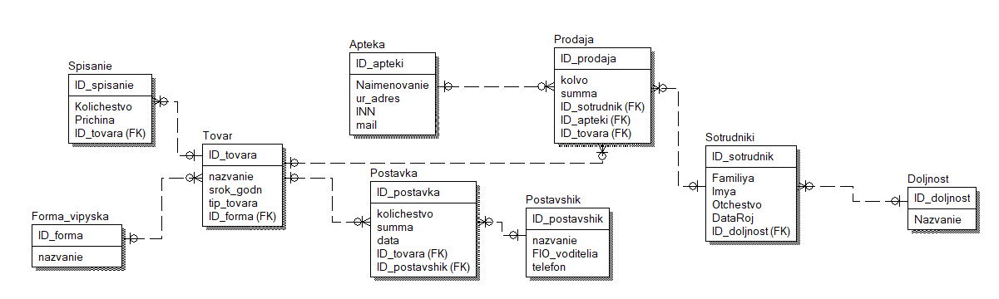 Spisanie
ID_spisanie
Kolichestvo
Prichina
ID_tovara (FK)
Apteka
ID_apteki
Naimenovanie
ur_adres
INN
mail
Prodaja
ID_prodaja
kolvo
summa
ID_sotrudnik (FK)
ID_apteki (FK)
ID_tovara (FK)
Tovar
ID_tovara
nazvanie
srok_godn
tip_tovara
ID_forma (FK)
Sotrudniki
ID_sotrudnik
Familiya
Imya
Otchestvo
DataRoj
ID_doljnost (FK)
Doljnost
ID_doljnost
Nazvanie
Postavka
ID_postavka
kolichestvo
summa
data
ID_tovara (FK)
ID_postavshik (FK)
Postavshik
ID_postavshik
nazvanie
FIO_voditelia
telefon
Forma_vipyska
ID_forma
nazvanie